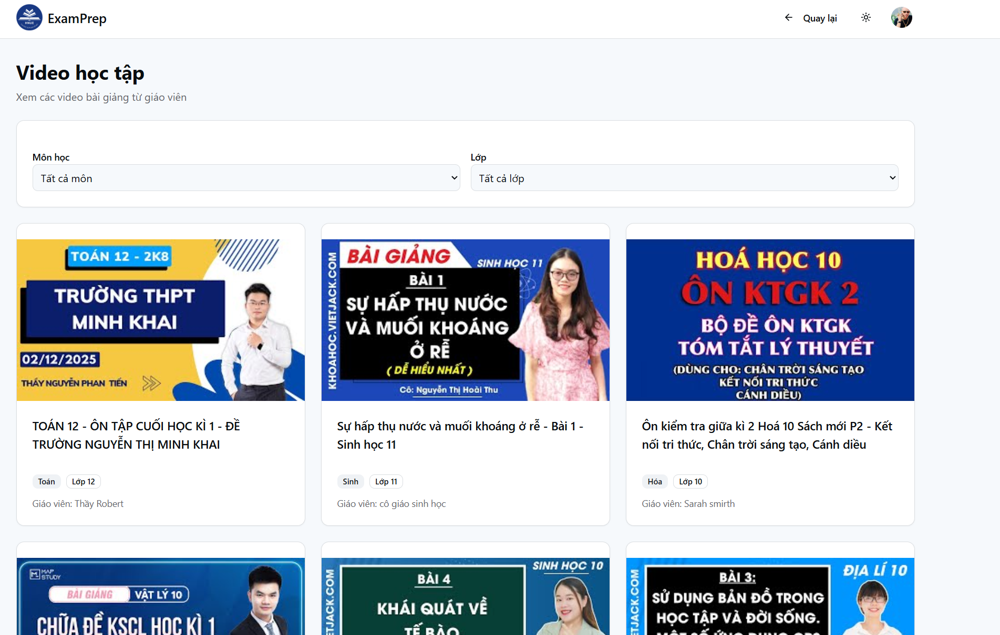 HNUE
ExamPrep
Quay lại
Video học tập
Xem các video bài giảng từ giáo viên
Môn học
Lớp
Tất cả môn
Tất cả lớp
TOÁN 12 - 2K8
TRƯỜNG THPT
MINH KHAI
02/12/2025
THẦY NGUYỄN PHAN TIẾN
TOÁN 12 - ÔN TẬP CUỐI HỌC KÌ 1 - ĐỀ
TRƯỜNG NGUYỄN THỊ MINH KHAI
Toán
Lớp 12
Giáo viên: Thầy Robert
KHOAHOC.VIETJACK.COM
BÀI GIẢNG
SINH HỌC 11
BÀI 1
SỰ HẤP THỤ NƯỚC
VÀ MUỐI KHOÁNG
Ở RỄ
( DỄ HIỂU NHẤT )
Cô: Nguyễn Thị Hoài Thu
Sự hấp thụ nước và muối khoáng ở rễ - Bài 1 -
Sinh học 11
Sinh
Lớp 11
Giáo viên: cô giáo sinh học
HOÁ HỌC 10
ÔN KTGK 2
BỘ ĐỀ ÔN KTGK
TÓM TẮT LÝ THUYẾT
(DÙNG CHO: CHÂN TRỜI SÁNG TẠO
KẾT NỐI TRI THỨC
CÁNH DIỀU)
Ôn kiểm tra giữa kì 2 Hoá 10 Sách mới P2 - Kết
nối tri thức, Chân trời sáng tạo, Cánh diều
Hóa
Lớp 10
Giáo viên: Sarah smirth
MAP
STUDY
BÀI GIẢNG
VẬT LÝ 10
CHỮA ĐỀ KSCL HỌC KÌ 1
ETJACK.COM
SINH HỌC 10
BÀI 4
KHÁI QUÁT VỀ
TẾ BÀO
ETJACK.COM
ĐỊA LÍ 10
BÀI 3:
SỬ DỤNG BẢN ĐỒ TRONG
HỌC TẬP VÀ ĐỜI SỐNG.
MỘT SỐ ỨNG DỤNG GPS